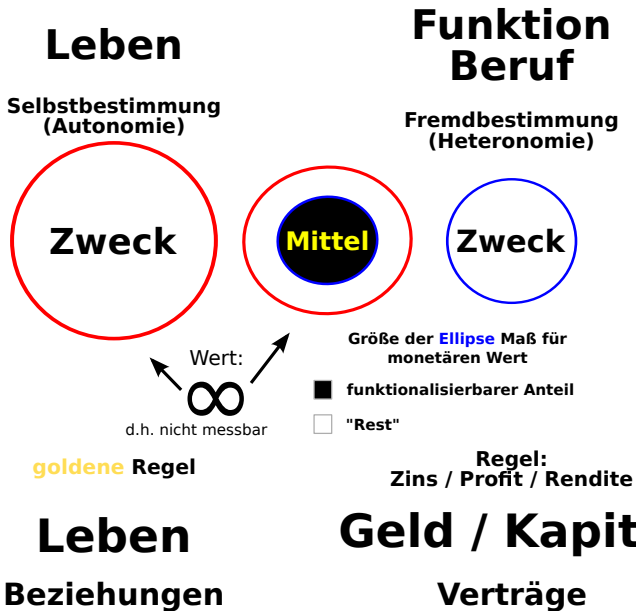 Leben
Funktion
Beruf
Selbstbestimmung
(Autonomie)
Fremdbestimmung
(Heteronomie)
Zweck
Mittel
Zweck
Wert:
∞
d.h. nicht messbar
Größe der Ellipse Maß für
monetären Wert
funktionalisierbarer Anteil
"Rest"
goldene Regel
Regel:
Zins / Profit / Rendite
Leben
Geld / Kapit
Beziehungen
Verträge